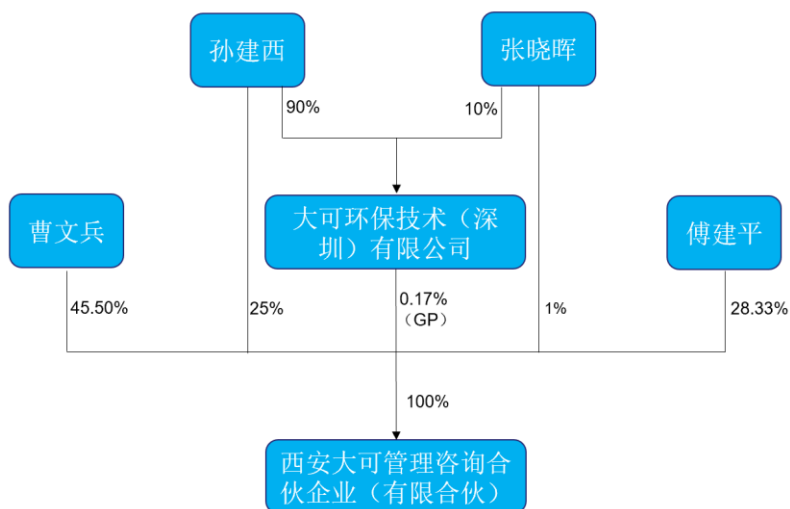 孙建西
张晓晖
90%
10%
曹文兵
大可环保技术（深
圳）有限公司
傅建平
45.50%
25%
0.17%
（GP）
1%
28.33%
100%
西安大可管理咨询合
伙企业（有限合伙）